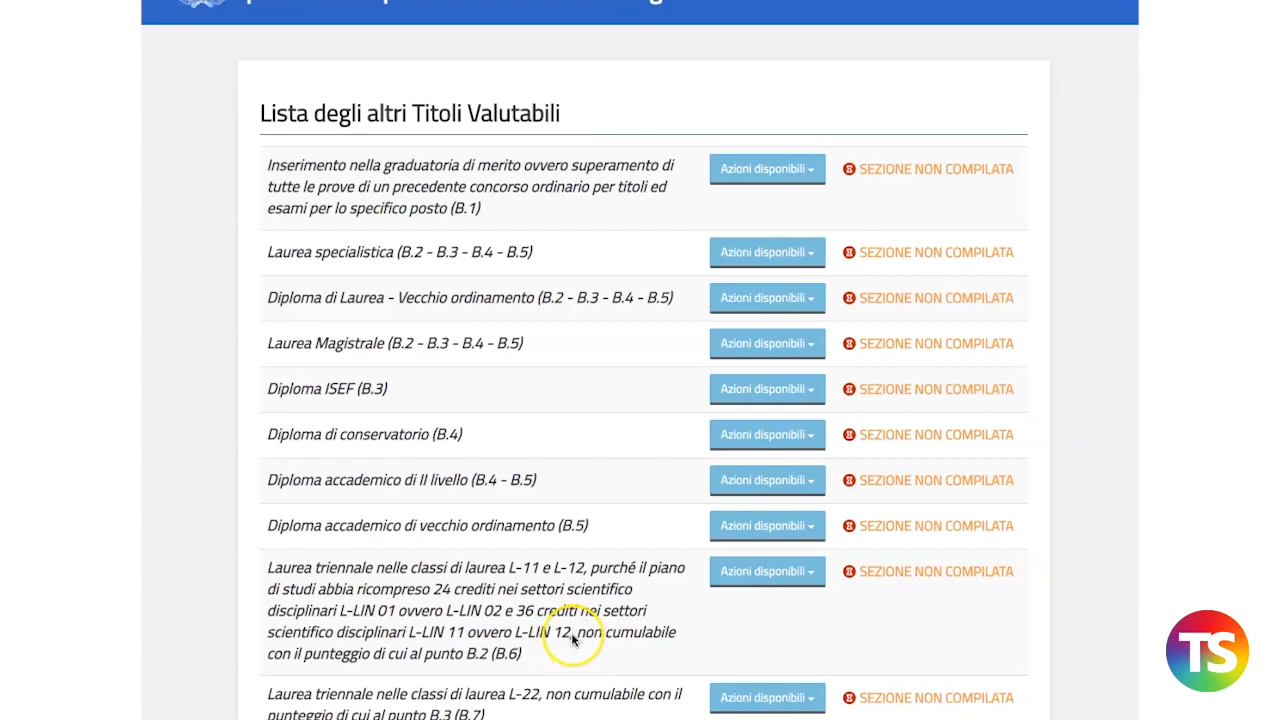 Lista degli altri Titoli Valutabili
Inserimento nella graduatoria di merito ovvero superamento di
tutte le prove di un precedente concorso ordinario per titoli ed
esami per lo specifico posto (B.1)
Azioni disponibili
SEZIONE NON COMPILATA
Laurea specialistica (B.2 - B.3 - B.4 - B.5)
Azioni disponibili
SEZIONE NON COMPILATA
Diploma di Laurea - Vecchio ordinamento (B.2 - B.3 - B.4 - B.5)
Azioni disponibili
SEZIONE NON COMPILATA
Laurea Magistrale (B.2 - B.3 - B.4 - B.5)
Azioni disponibili
SEZIONE NON COMPILATA
Diploma ISEF (B.3)
Azioni disponibili
SEZIONE NON COMPILATA
Diploma di conservatorio (B.4)
Azioni disponibili
SEZIONE NON COMPILATA
Diploma accademico di II livello (B.4 - B.5)
Azioni disponibili
SEZIONE NON COMPILATA
Diploma accademico di vecchio ordinamento (B.5)
Azioni disponibili
SEZIONE NON COMPILATA
Laurea triennale nelle classi di laurea L-11 e L-12, purché il piano
di studi abbia ricompreso 24 crediti nei settori scientifico
disciplinari L-LIN 01 ovvero L-LIN 02 e 36 crediti nei settori
scientifico disciplinari L-LIN 11 ovvero L-LIN 12, non cumulabile
con il punteggio di cui al punto B.2 (B.6)
Azioni disponibili
SEZIONE NON COMPILATA
Laurea triennale nelle classi di laurea L-22, non cumulabile con il
punteggio di cui al punto B.3 (B.7)
Azioni disponibili
SEZIONE NON COMPILATA
TS